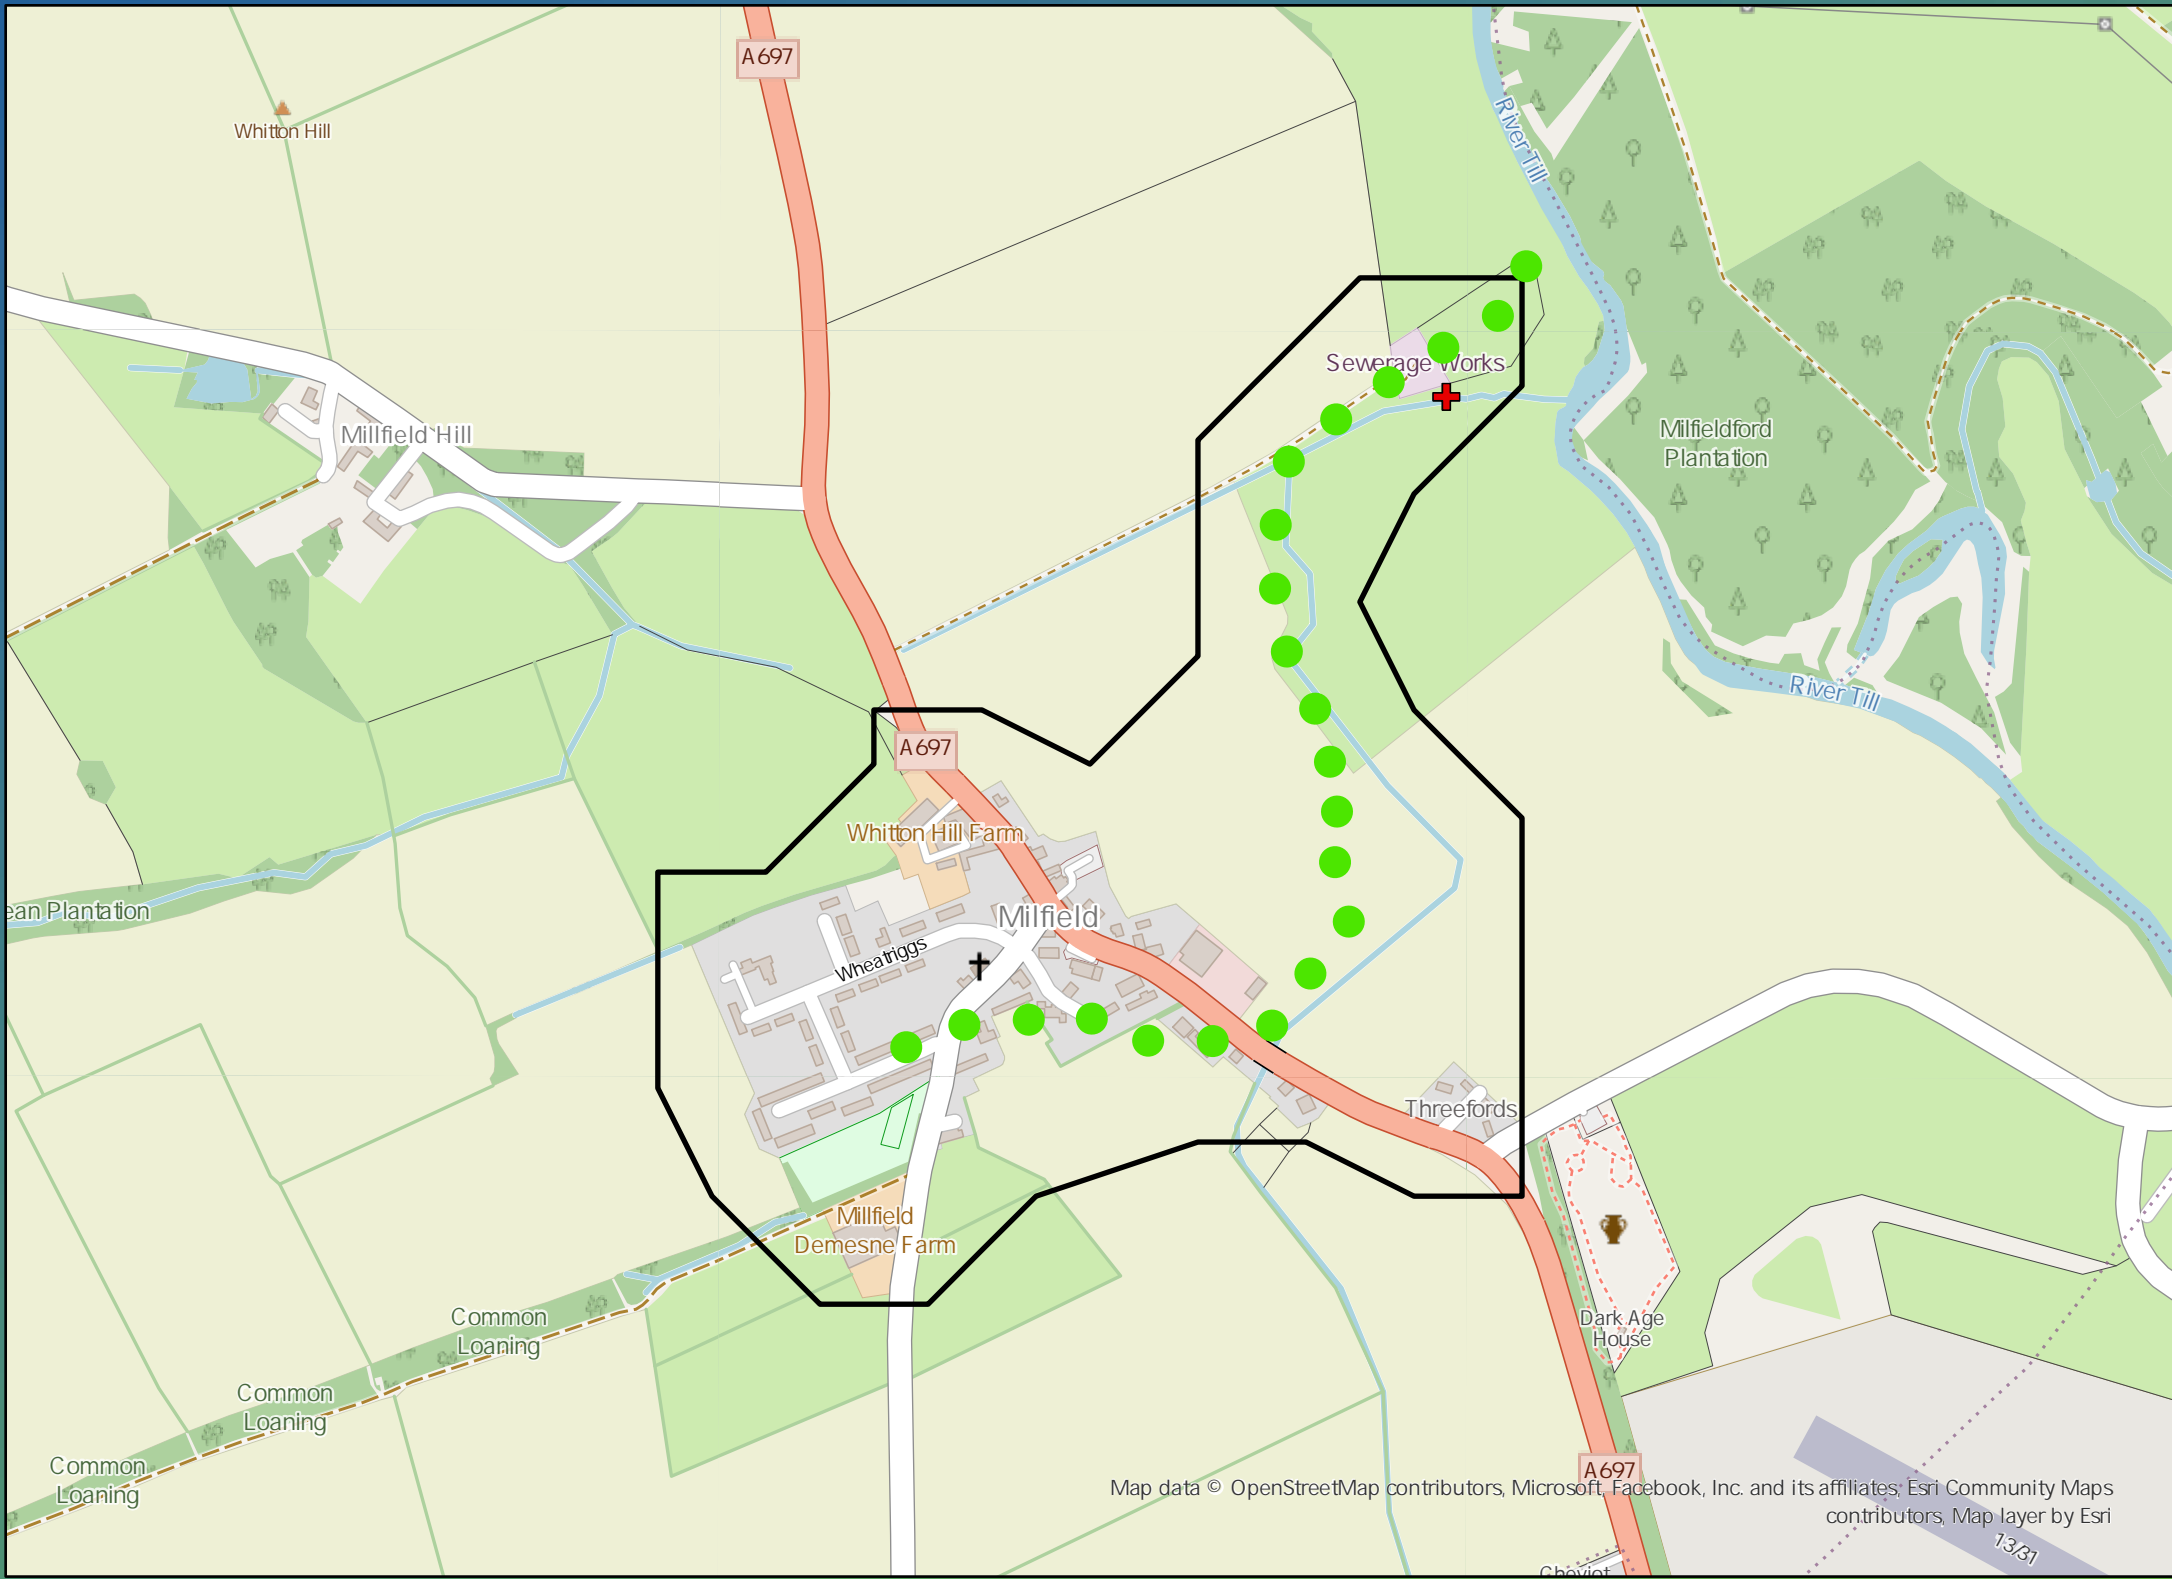 A697
Whitton Hill
River Till
Sewerage Works
Millfield Hill
Milfieldford
Plantation
River Till
A697
Whitton Hill Farm
ean Plantation
Milfield
Wheatriggs
Threefords
Millfield
Demesne Farm
Common
Loaning
Dark Age
House
Common
Loaning
Common
Loaning
A697
Map data © OpenStreetMap contributors, Microsoft, Facebook, Inc. and its affiliates, Esri Community Maps
contributors, Map layer by Esri
13/31
Cheviot